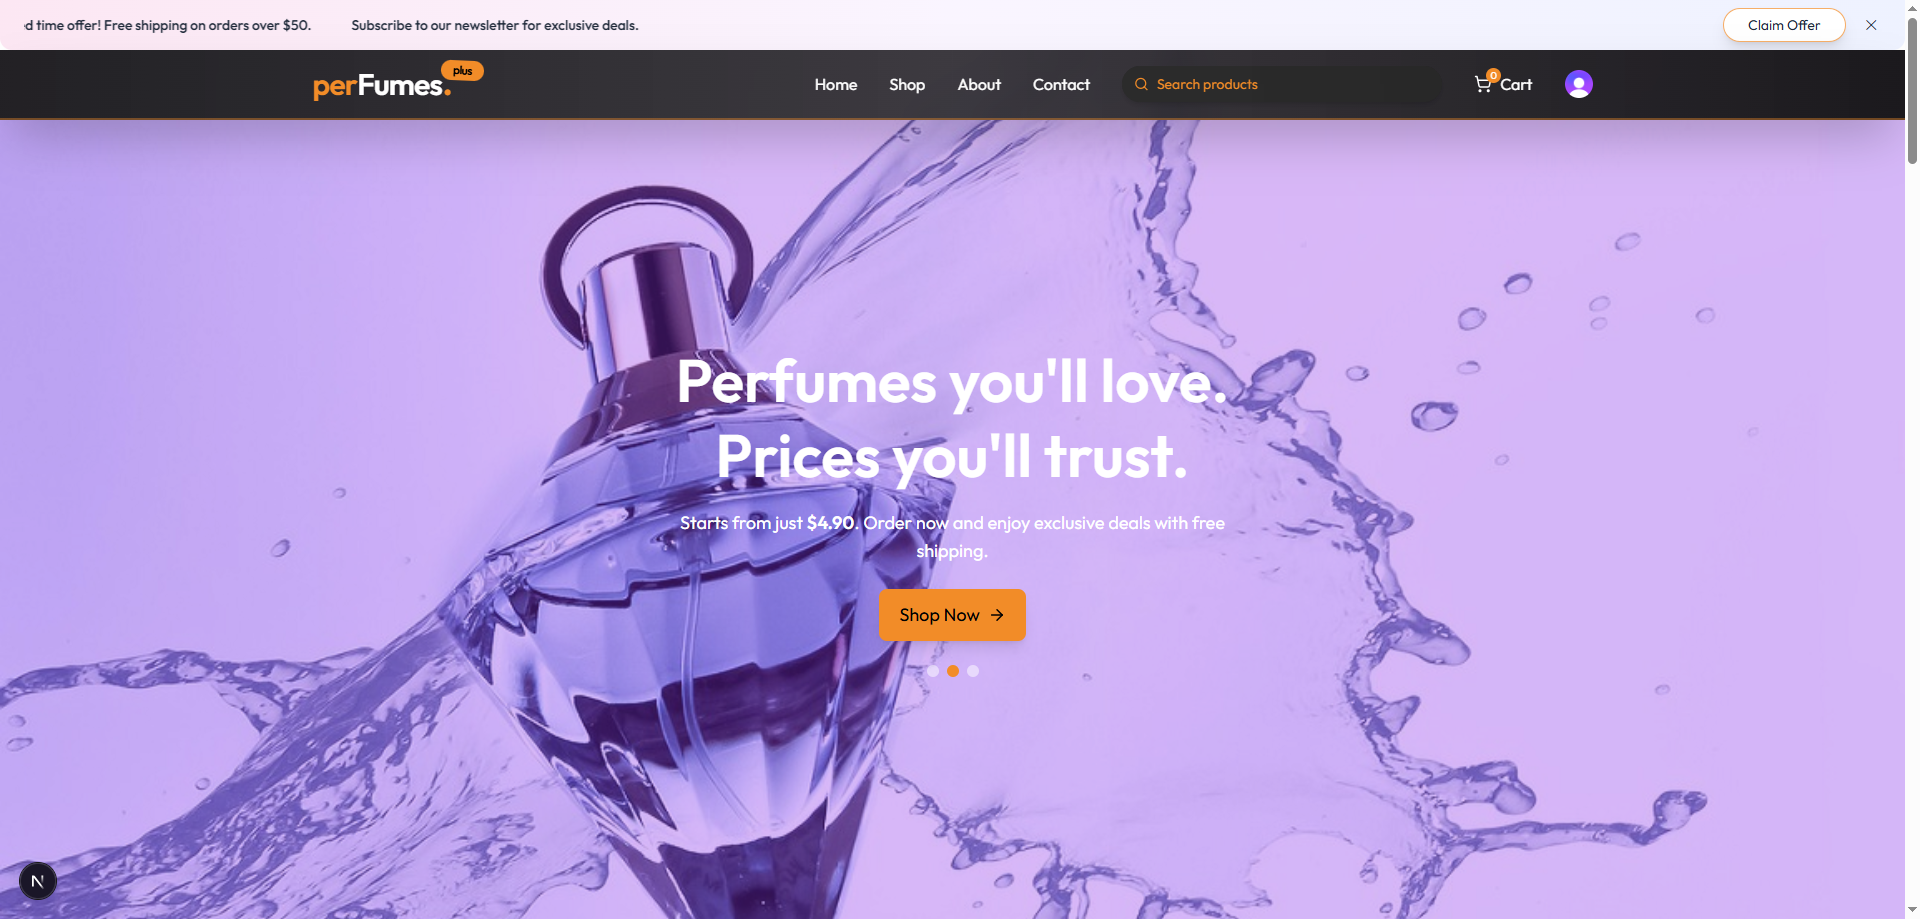 d time offer! Free shipping on orders over $50. Subscribe to our newsletter for exclusive deals. Claim Offer
perFumes. plus Home Shop About Contact Search products 0 Cart
Perfumes you'll love.
Prices you'll trust.
Starts from just $4.90. Order now and enjoy exclusive deals with free
shipping.
Shop Now
N